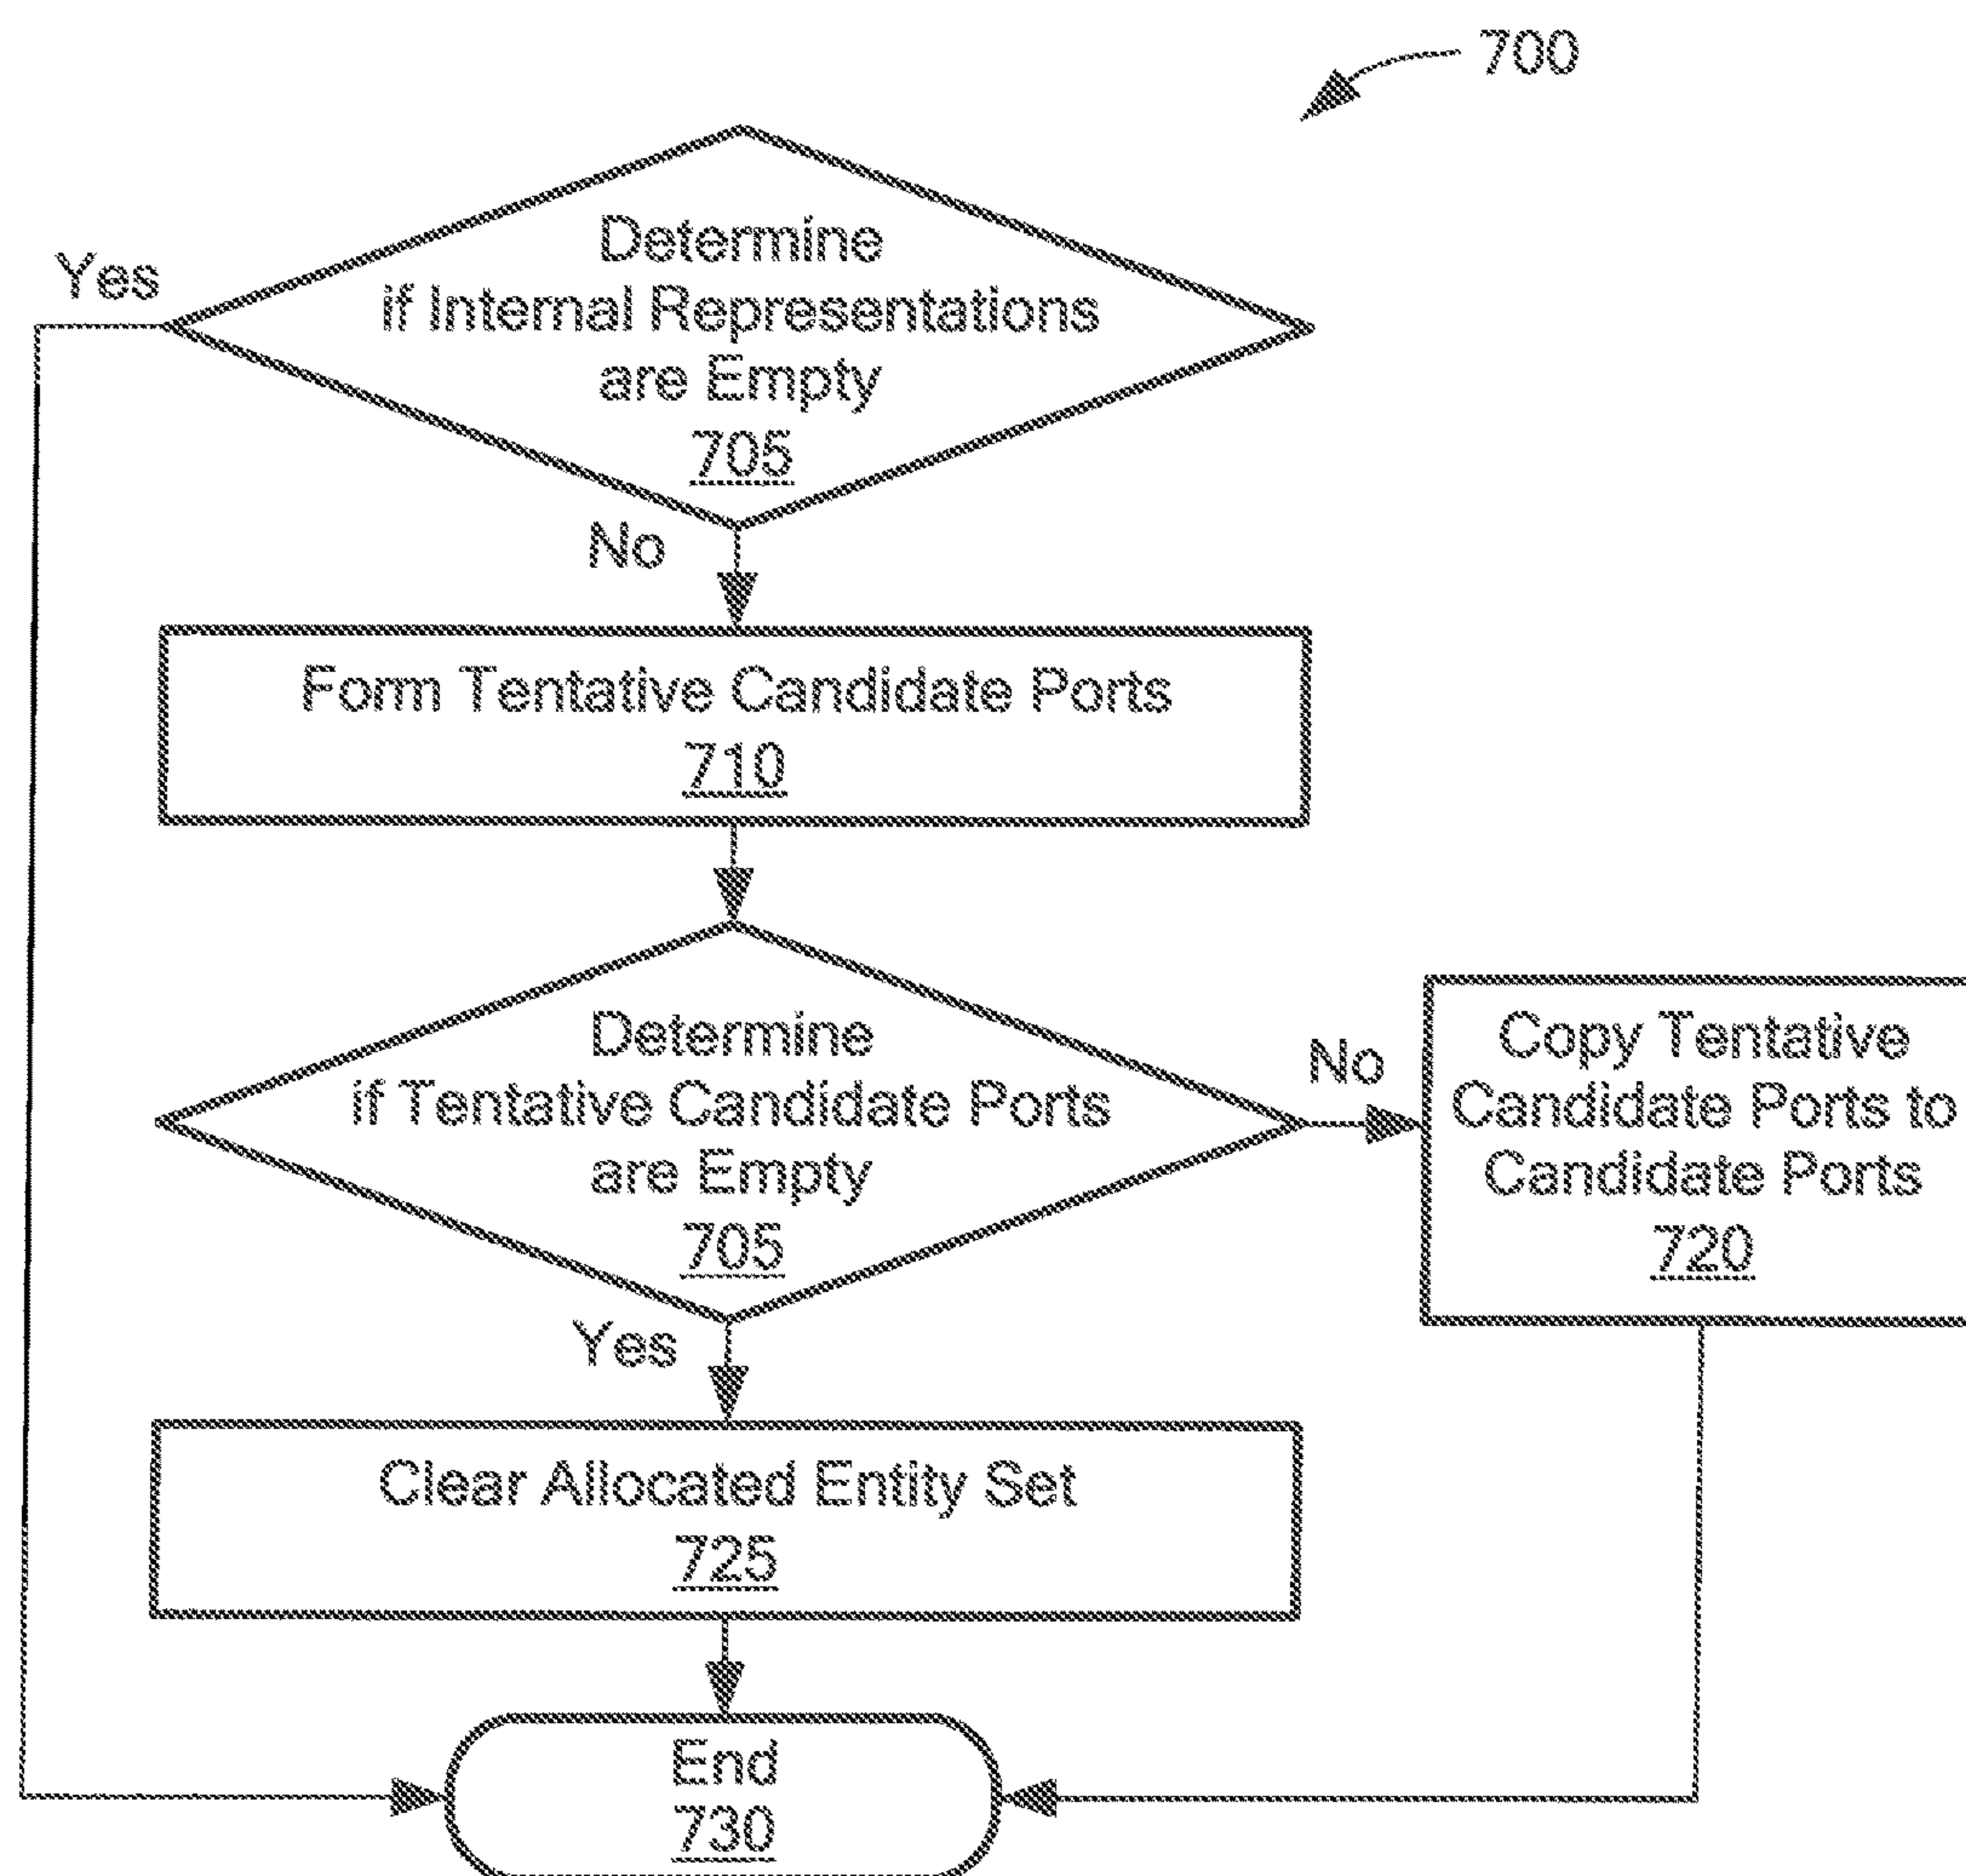 700
Determine
if Internal Representations
are Empty
705
Yes
No
Form Tentative Candidate Ports
710
Determine
if Tentative Candidate Ports
are Empty
705
No
Copy Tentative
Candidate Ports to
Candidate Ports
720
Yes
Clear Allocated Entity Set
725
End
730